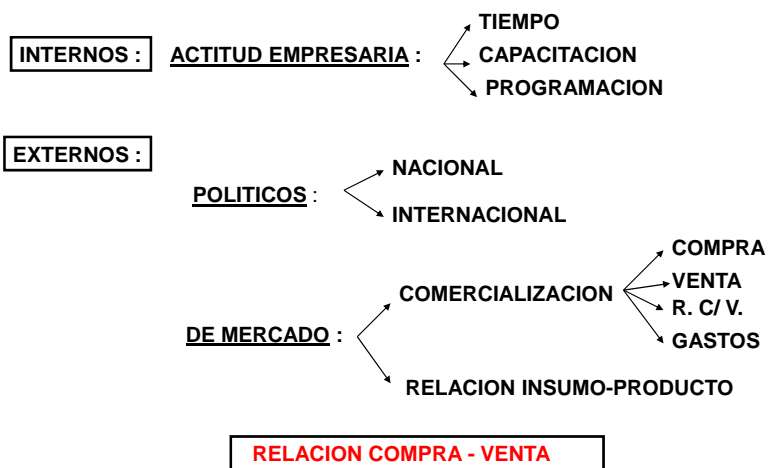 TIEMPO
INTERNOS : ACTITUD EMPRESARIA : CAPACITACION
PROGRAMACION
EXTERNOS :
NACIONAL
POLITICOS :
INTERNACIONAL
COMPRA
COMERCIALIZACION VENTA
R. C/ V.
DE MERCADO : GASTOS
RELACION INSUMO-PRODUCTO
RELACION COMPRA - VENTA